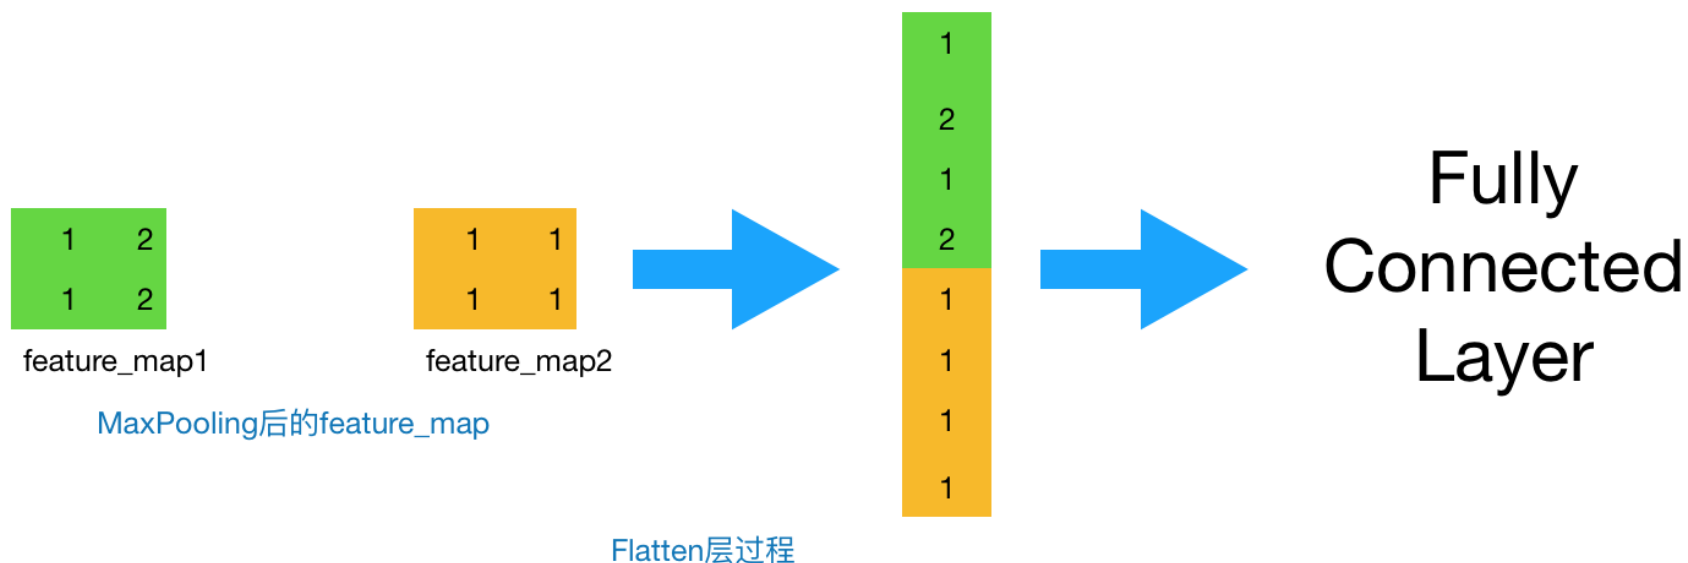 1 2
1 2
feature_map1
1 1
1 1
feature_map2
MaxPooling后的feature_map
1
2
1
2
1
1
1
1
Flatten层过程
Fully
Connected
Layer